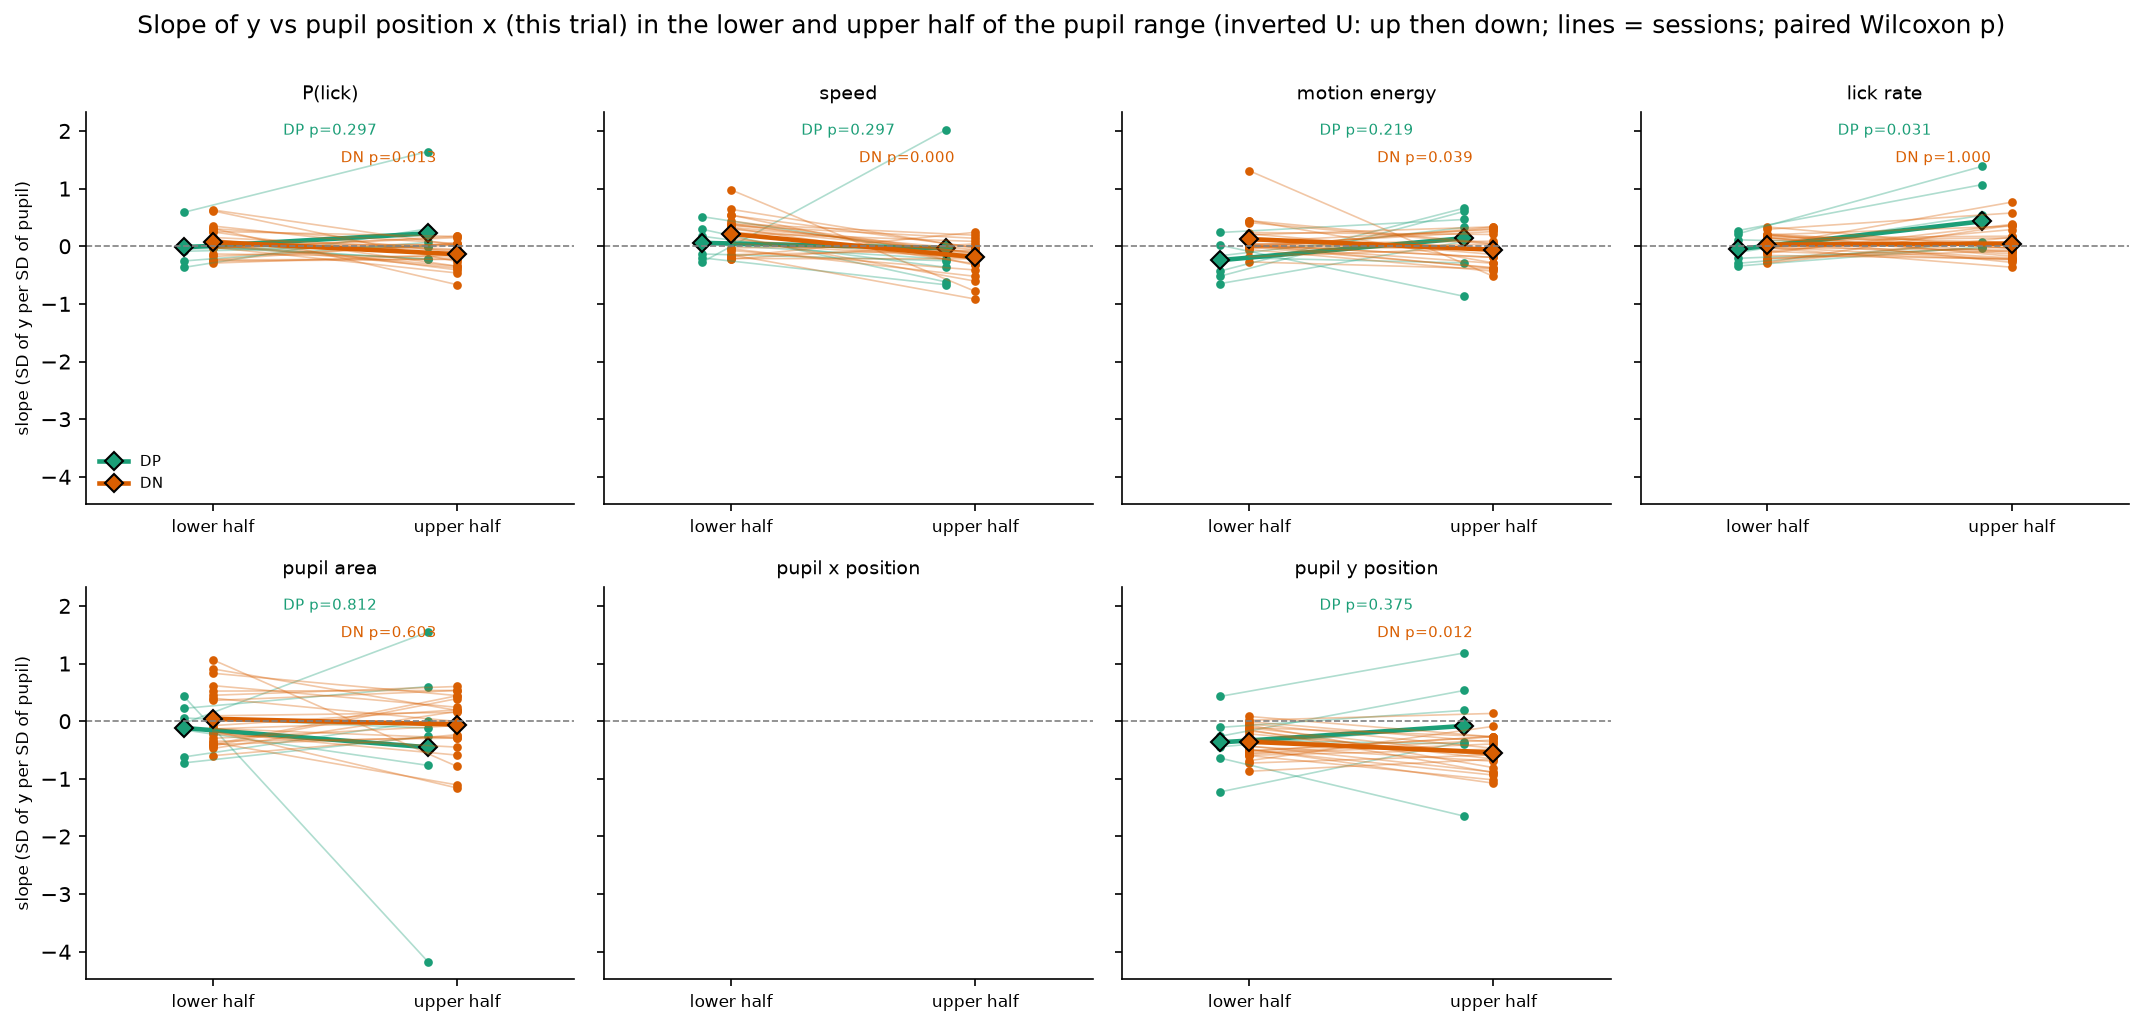 Slope of y vs pupil position x (this trial) in the lower and upper half of the pupil range (inverted U: up then down; lines = sessions; paired Wilcoxon p)
P(lick)
speed
motion energy
lick rate
DP p=0.297
DN p=0.013
DP p=0.297
DN p=0.000
DP p=0.219
DN p=0.039
DP p=0.031
DN p=1.000
slope (SD of y per SD of pupil)
2
1
0
−1
−2
−3
−4
DP
DN
lower half
upper half
lower half
upper half
lower half
upper half
lower half
upper half
pupil area
pupil x position
pupil y position
DP p=0.812
DN p=0.603
DP p=0.375
DN p=0.012
slope (SD of y per SD of pupil)
2
1
0
−1
−2
−3
−4
lower half
upper half
lower half
upper half
lower half
upper half